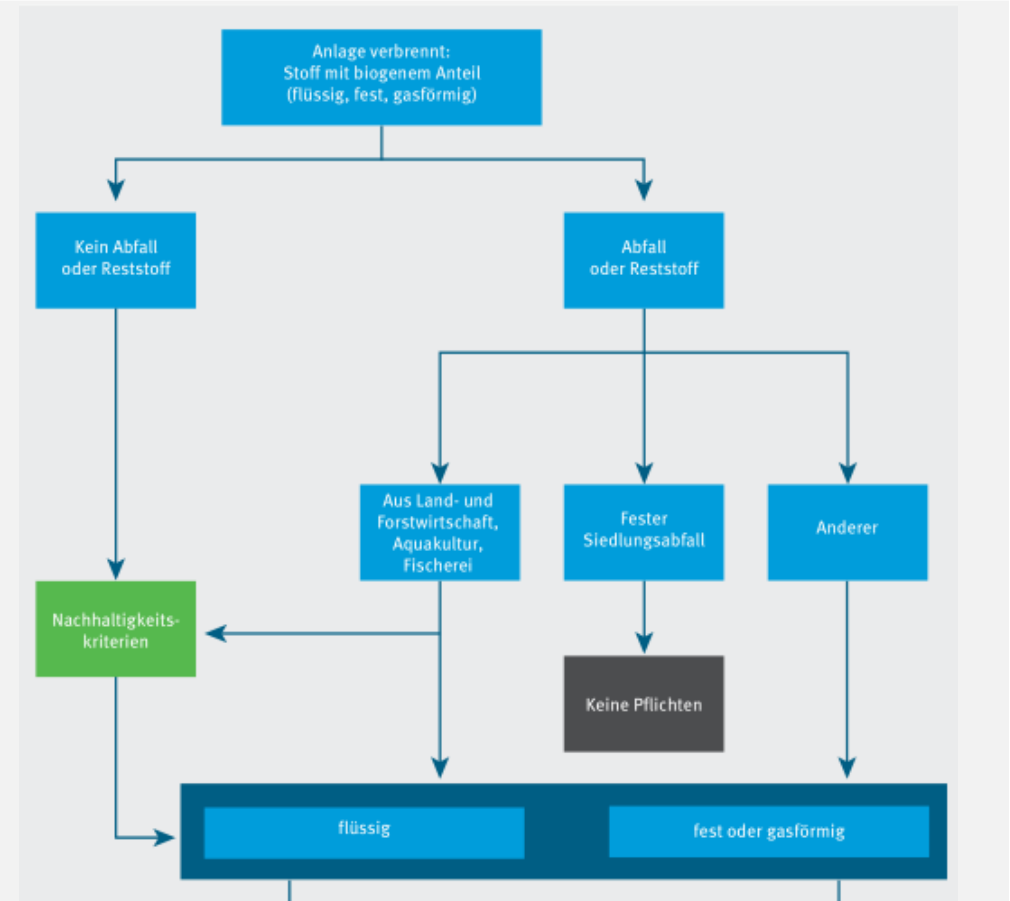 Anlage verbrennt:
Stoff mit biogenem Anteil
(flüssig, fest, gasförmig)
Kein Abfall
oder Reststoff
Abfall
oder Reststoff
Aus Land- und
Forstwirtschaft,
Aquakultur,
Fischerei
Fester
Siedlungsabfall
Anderer
Nachhaltigkeits-
kriterien
Keine Pflichten
flüssig
fest oder gasförmig